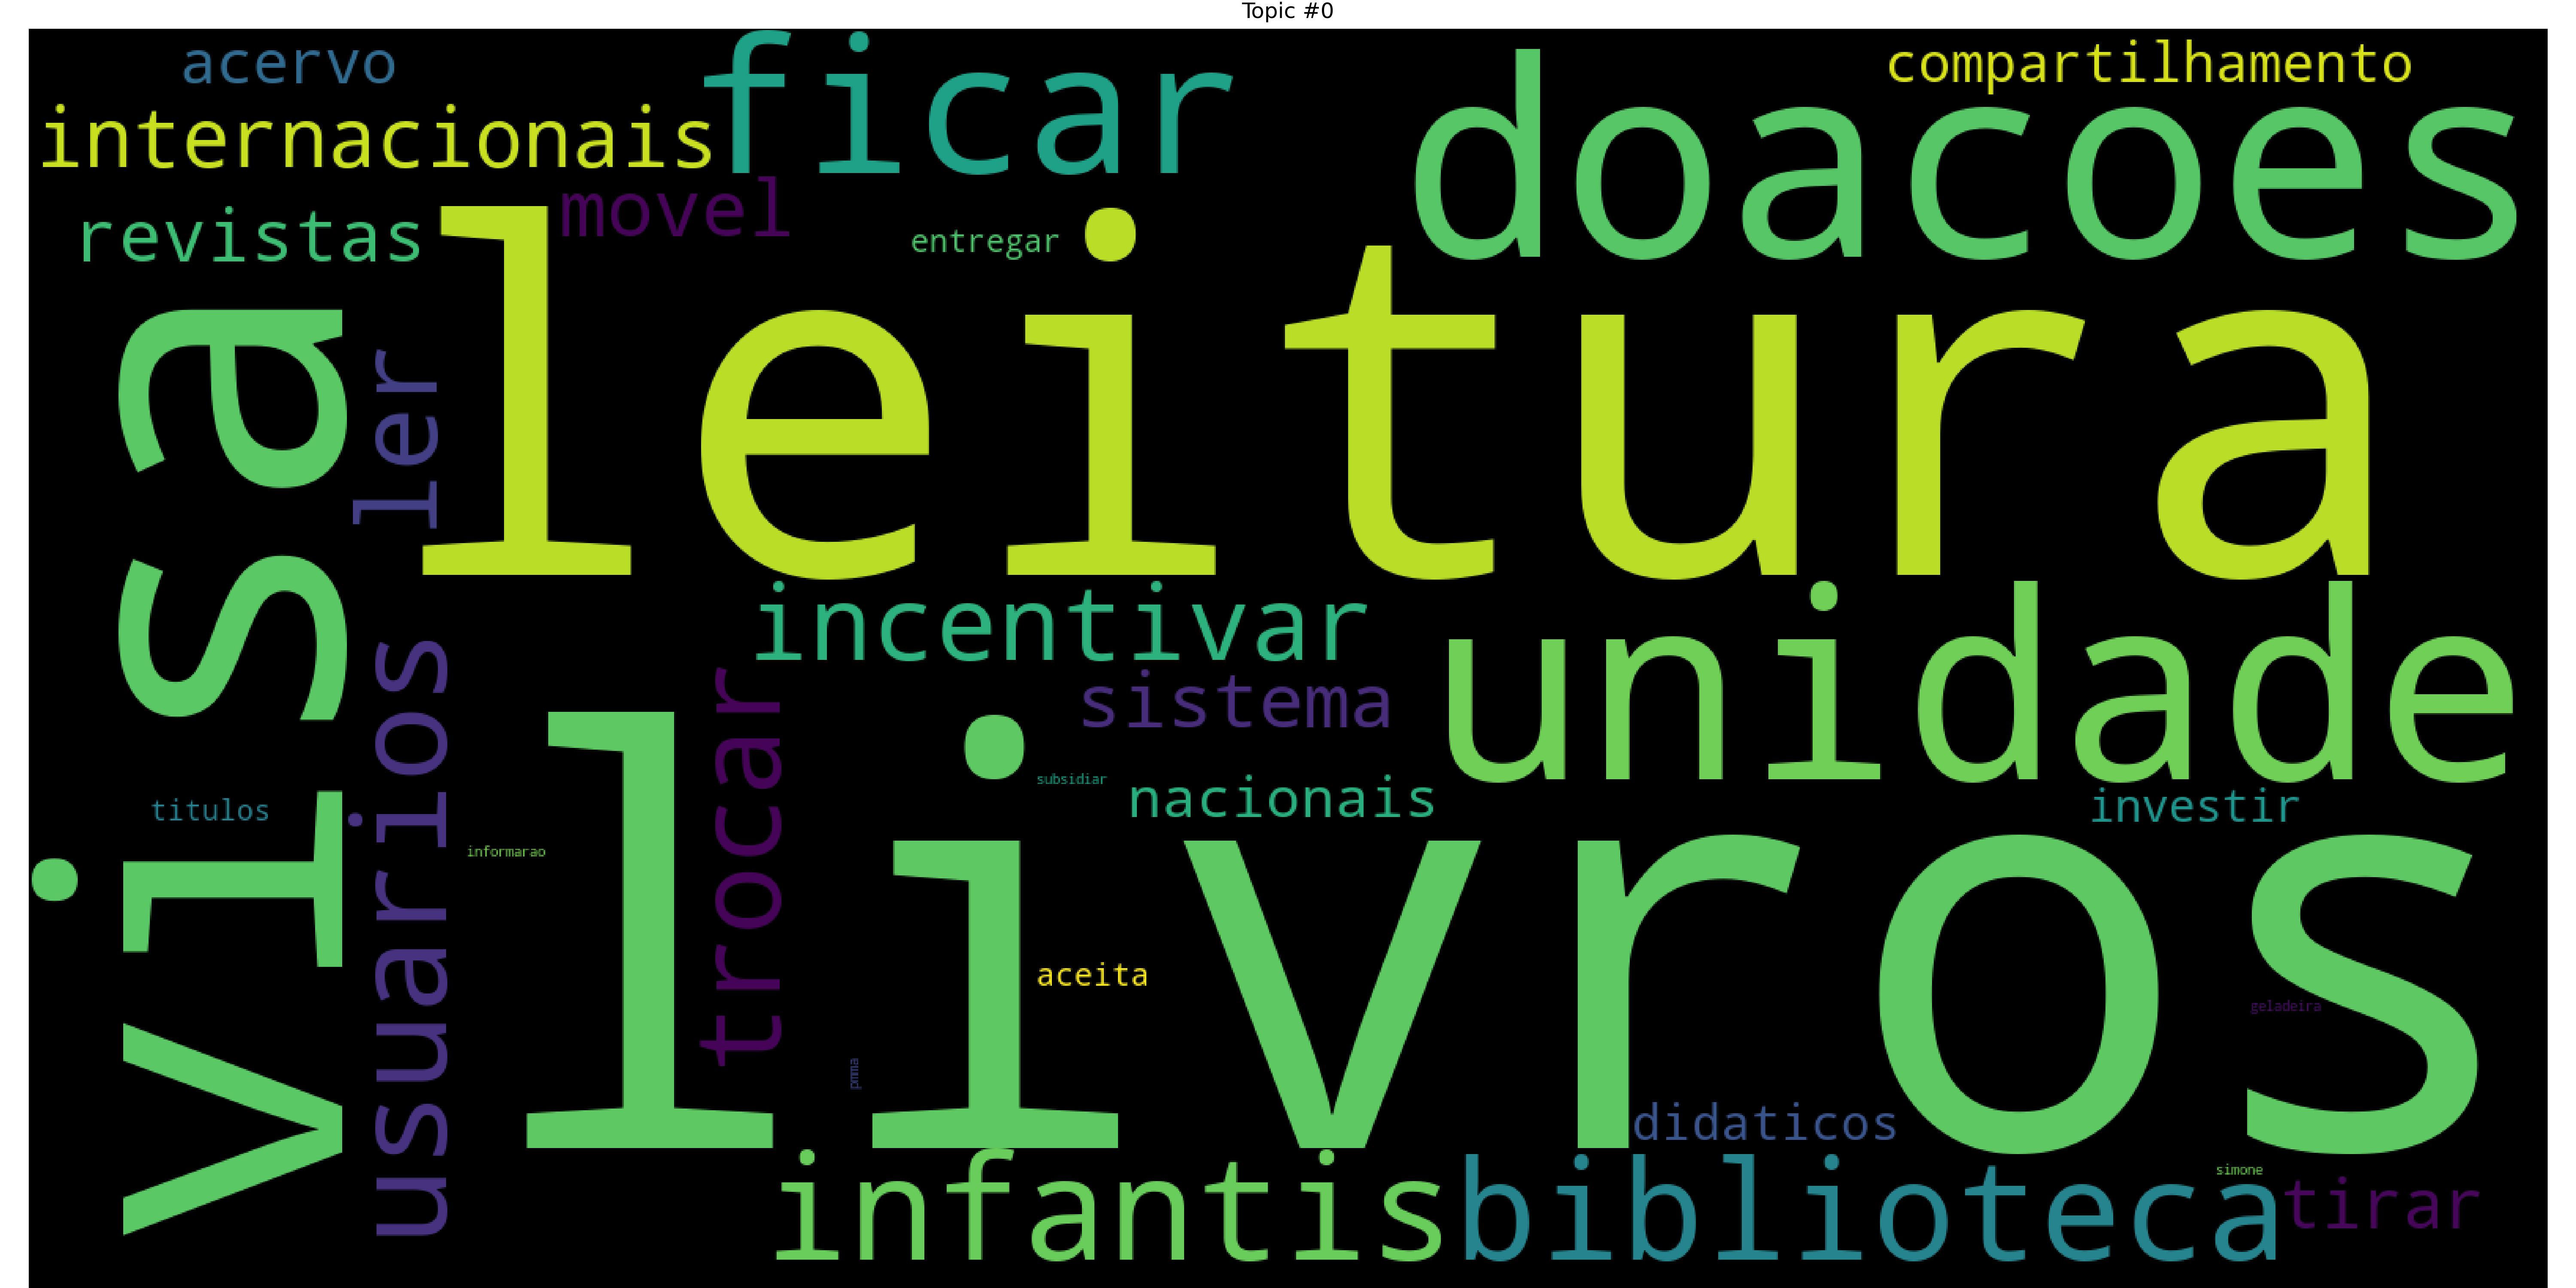 Topic #0
acervo
ficar
compartilhamento
internacionais
doacoes
movel
revistas
entregar
leitura
visa
ler
incentivar
unidade
usuarios
sistema
trocar
livros
subsidiar
nacionais
investir
titulos
informarao
aceita
geladeira
pmma
didaticos
infantis
biblioteca
simone
tirar